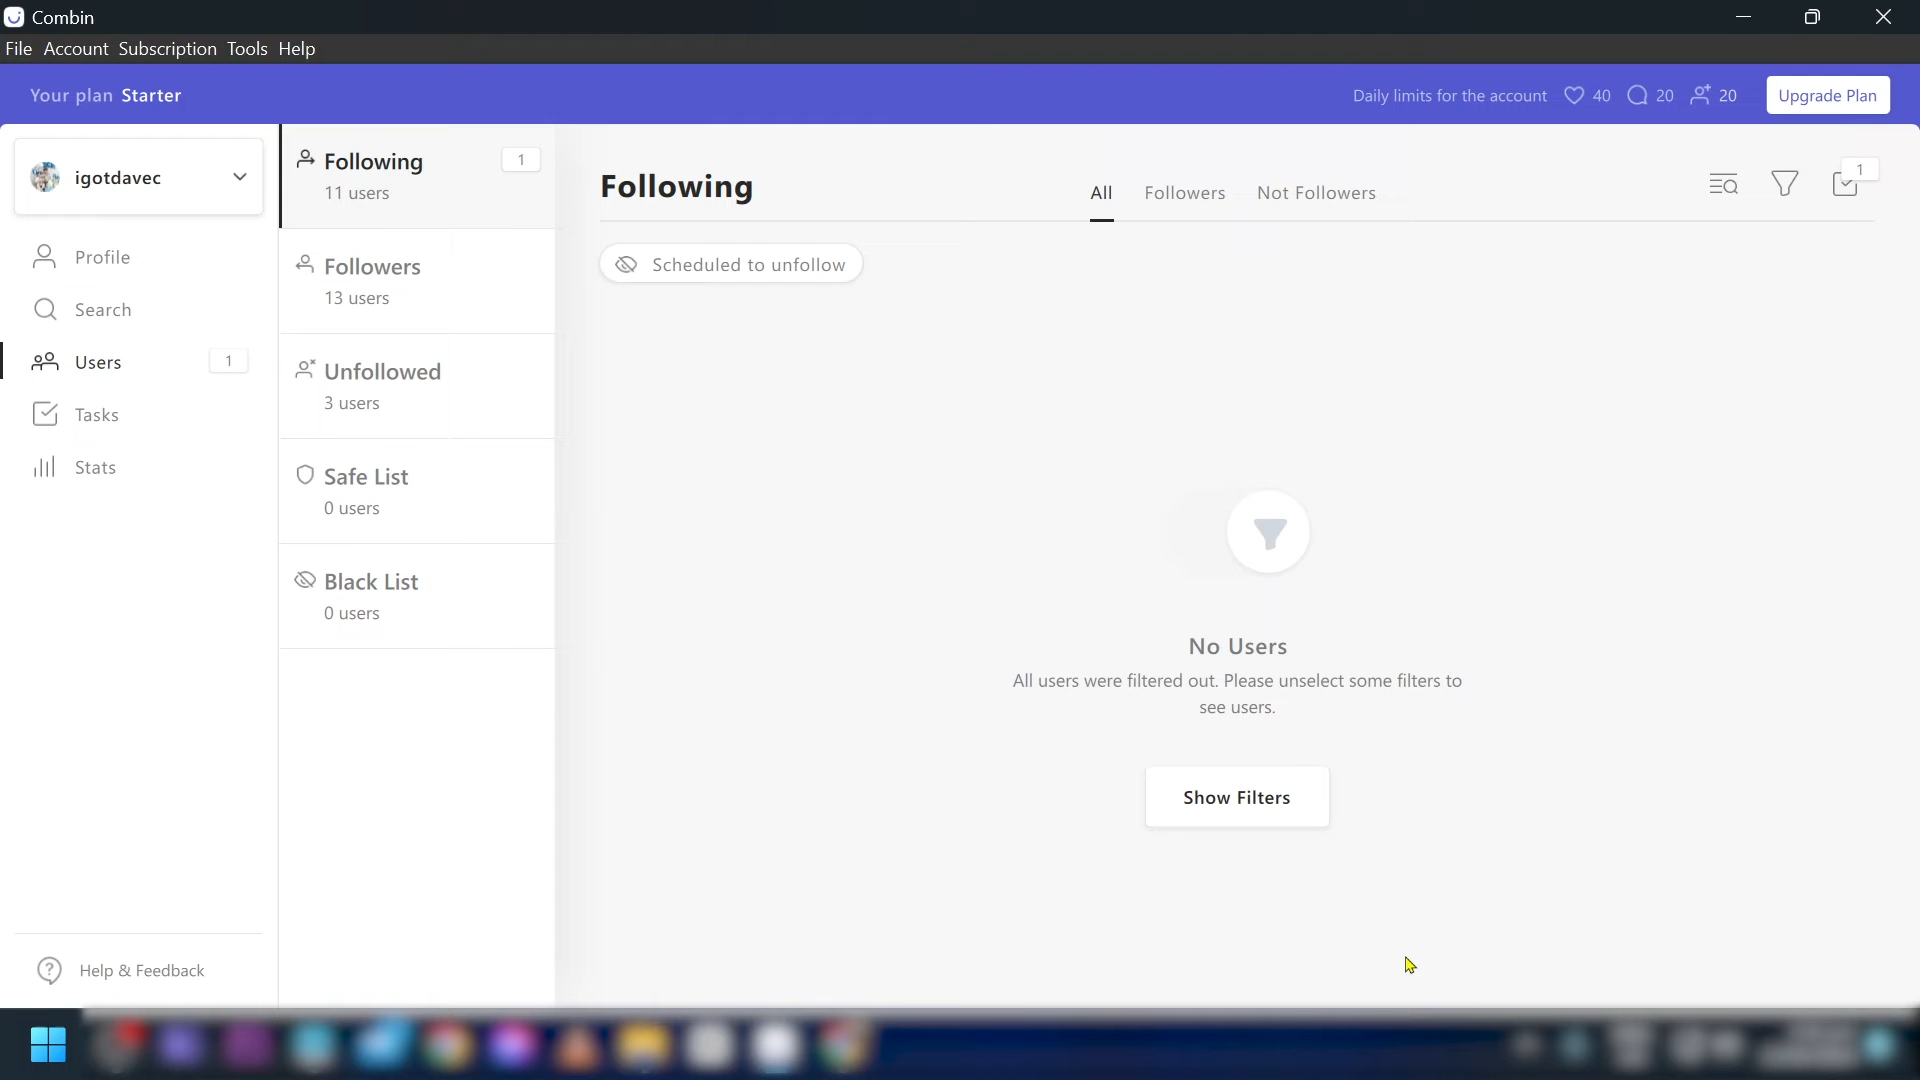 Combin
File Account Subscription Tools Help
Your plan Starter
Daily limits for the account 40 20 20 Upgrade Plan
igotdavec
Profile
Search
Users 1
Tasks
Stats
Help & Feedback
Following 1
11 users
Followers
13 users
Unfollowed
3 users
Safe List
0 users
Black List
0 users
Following
All Followers Not Followers
1
Scheduled to unfollow
No Users
All users were filtered out. Please unselect some filters to
see users.
Show Filters